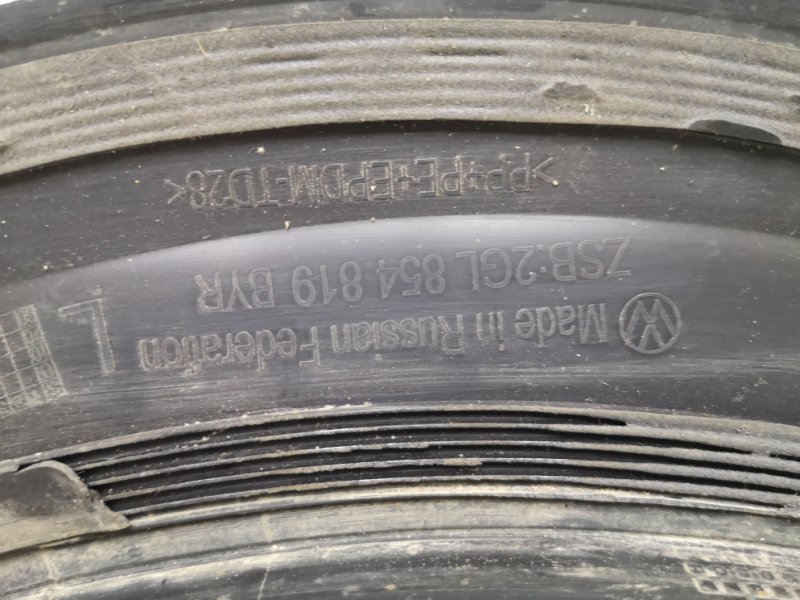 Made in Russian Federation
ZSB:2GL 854 819 BYR
>PP+PE+EPDM-TD28<